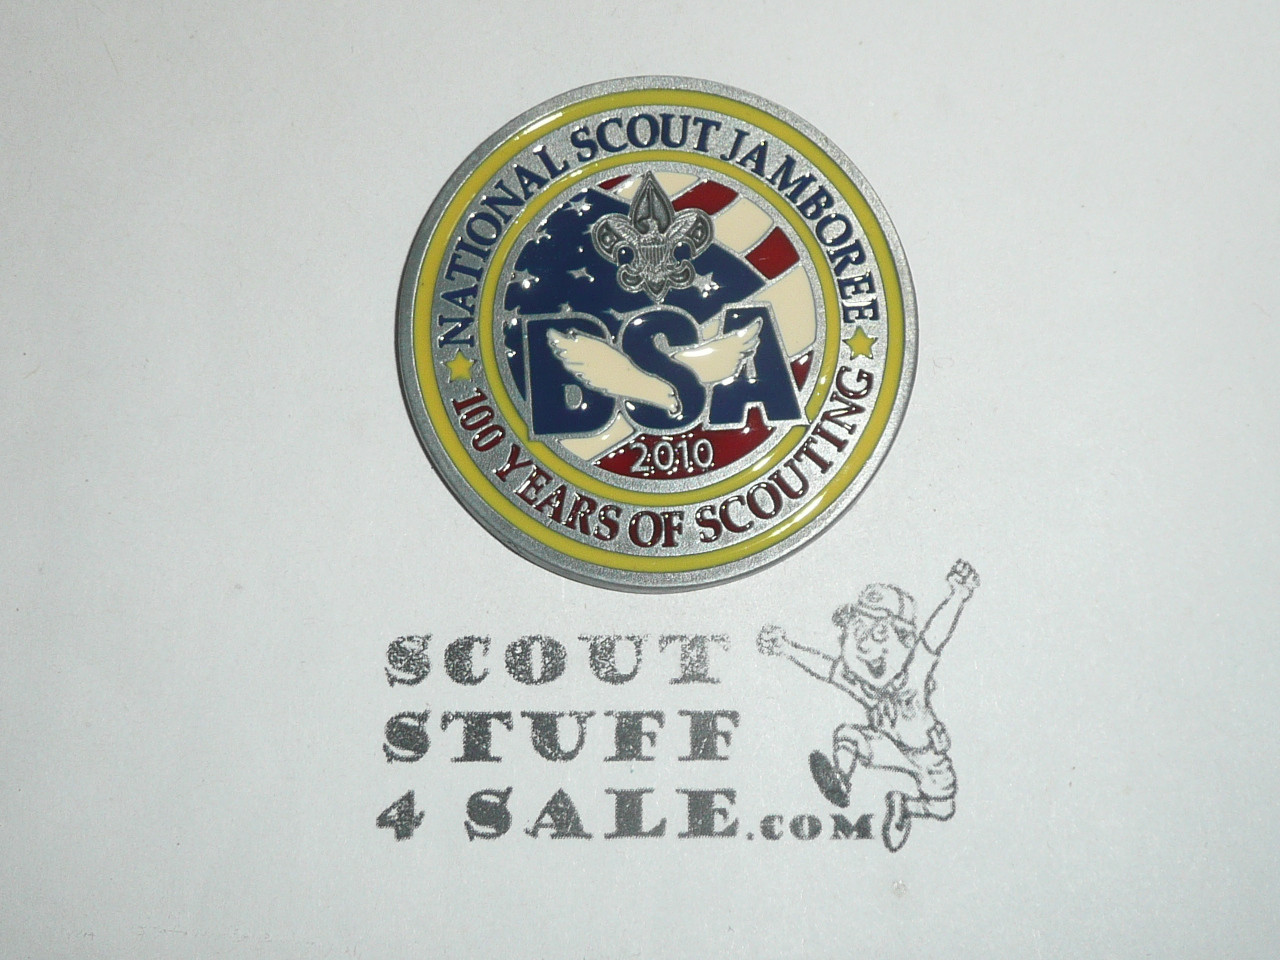 NATIONAL SCOUT JAMBOREE
BSA
2010
100 YEARS OF SCOUTING
SCOUT
STUFF
4 SALE.COM